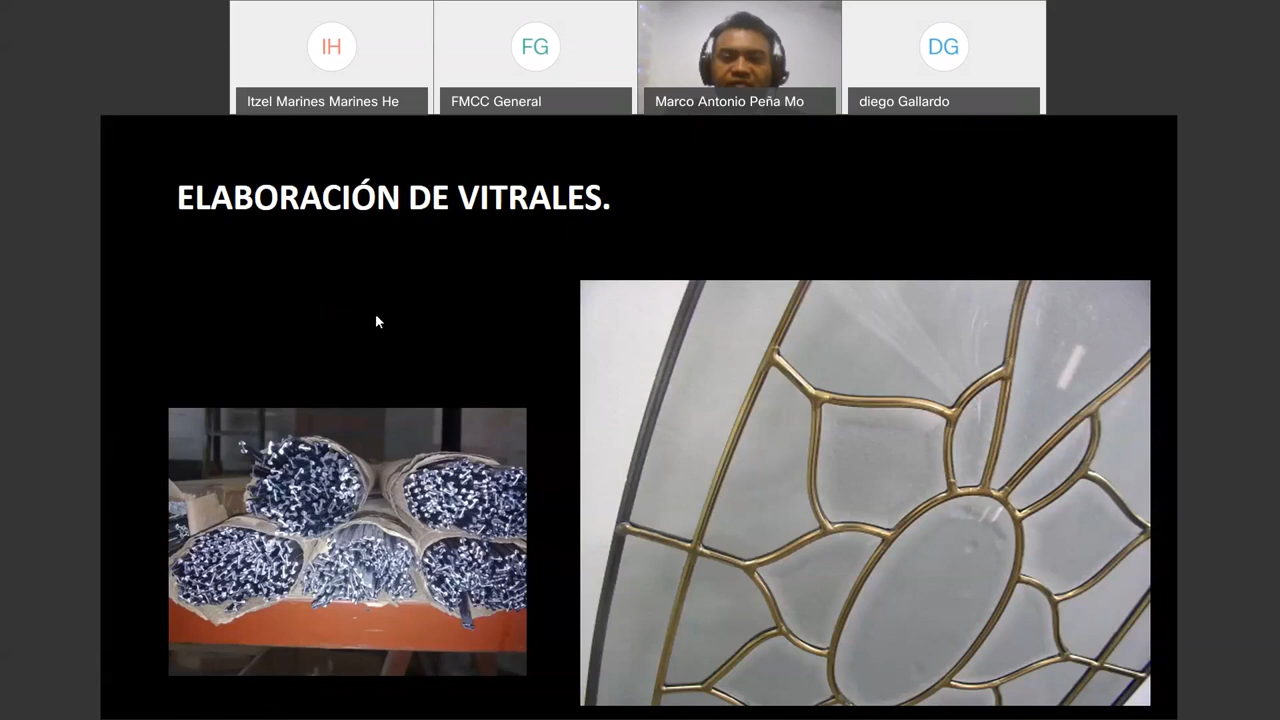 IH
FG
DG
Itzel Marines Marines He
FMCC General
Marco Antonio Peña Mo
diego Gallardo
ELABORACIÓN DE VITRALES.